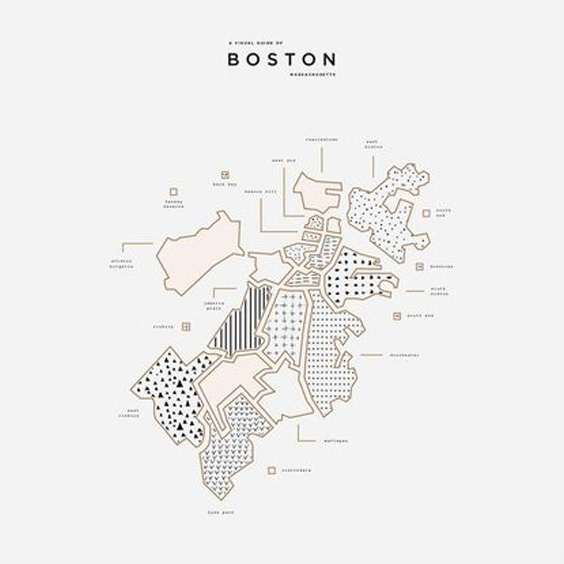 A VISUAL GUIDE OF
BOSTON
MASSACHUSETTS
charlestown
east
boston
west end
back bay
beacon hill
fenway
kenmore
north
end
allston
brighton
downtown
south
boston
jamaica
plain
south end
roxbury
dorchester
west
roxbury
mattapan
roslindale
hyde park